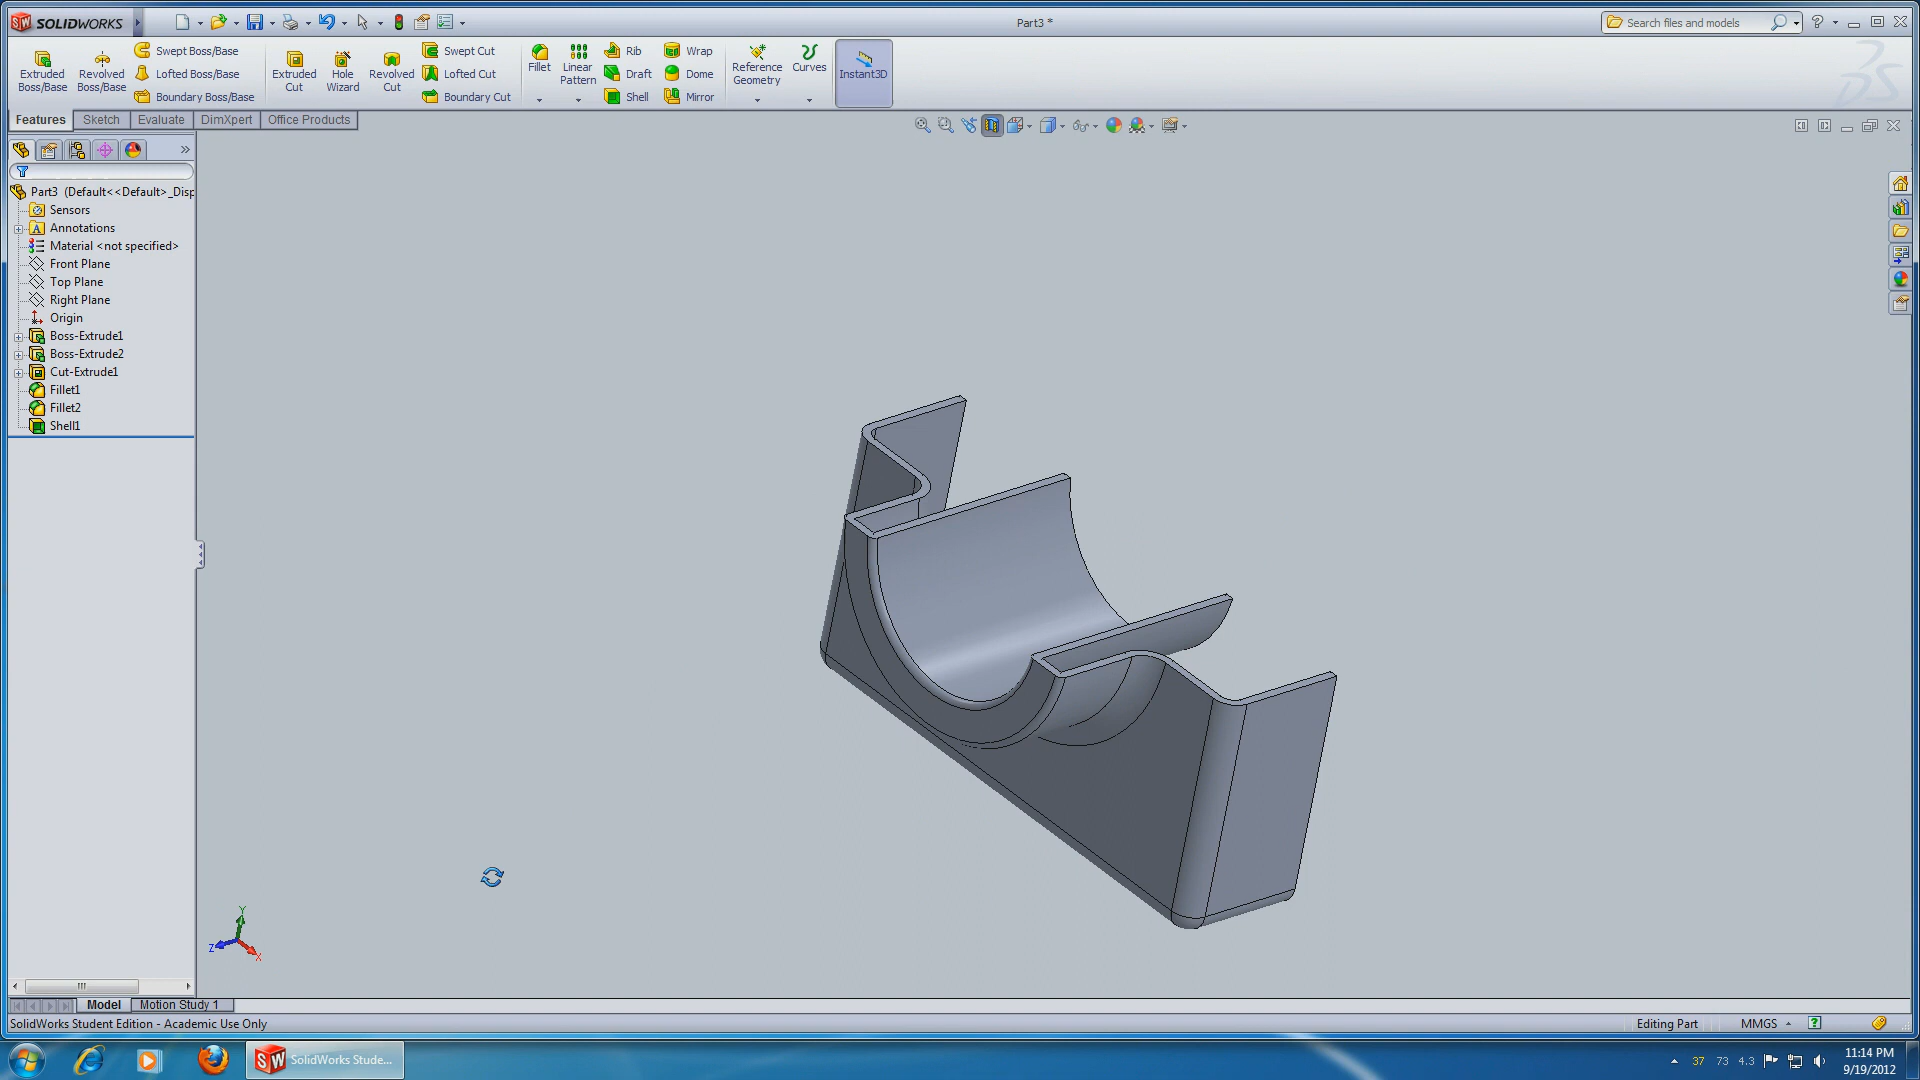 SOLIDWORKS
Part3 *
Search files and models
Extruded Boss/Base
Revolved Boss/Base
Swept Boss/Base
Lofted Boss/Base
Boundary Boss/Base
Extruded Cut
Hole Wizard
Revolved Cut
Swept Cut
Lofted Cut
Boundary Cut
Fillet
Linear Pattern
Rib
Draft
Shell
Wrap
Dome
Mirror
Reference Geometry
Curves
Instant3D
Features
Sketch
Evaluate
DimXpert
Office Products
Part3 (Default<<Default>_Disp
Sensors
Annotations
Material <not specified>
Front Plane
Top Plane
Right Plane
Origin
Boss-Extrude1
Boss-Extrude2
Cut-Extrude1
Fillet1
Fillet2
Shell1
Y
Z
X
Model
Motion Study 1
SolidWorks Student Edition - Academic Use Only
Editing Part
MMGS
SolidWorks Stude...
37 73 4.3
11:14 PM
9/19/2012